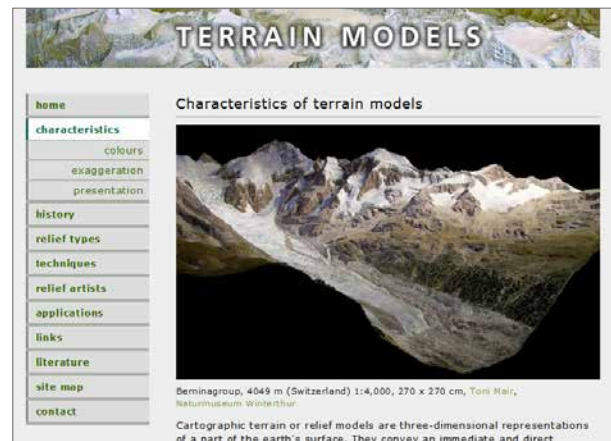 TERRAIN MODELS
home
characteristics
colours
exaggeration
presentation
history
relief types
techniques
relief artists
applications
links
literature
site map
contact
Characteristics of terrain models
Berninagroup, 4049 m (Switzerland) 1:4,000, 270 x 270 cm, Toni Mair,
Naturmuseum Winterthur
Cartographic terrain or relief models are three-dimensional representations
of a part of the earth's surface. They convey an immediate and direct